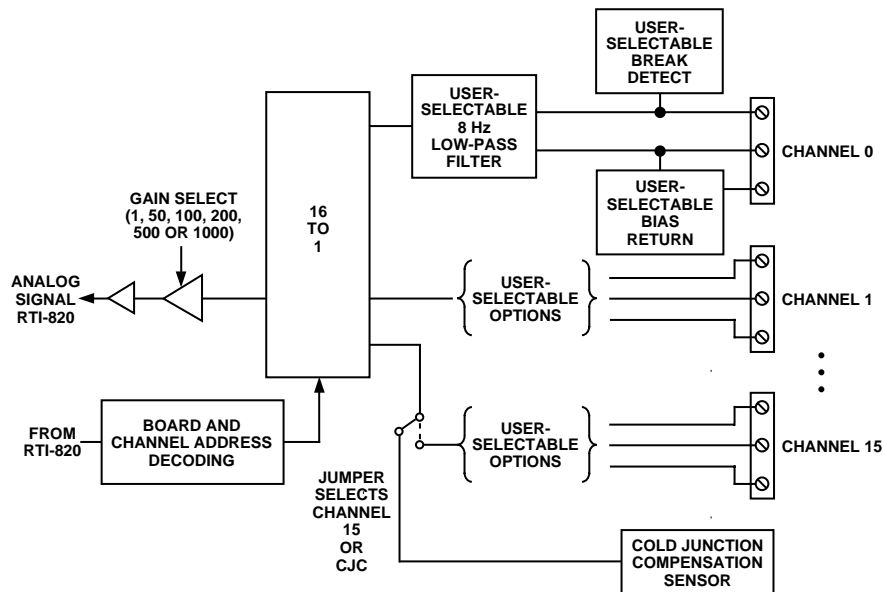 USER-
SELECTABLE
BREAK
DETECT
USER-
SELECTABLE
8 Hz
LOW-PASS
FILTER
CHANNEL 0
USER-
SELECTABLE
BIAS
RETURN
GAIN SELECT
(1, 50, 100, 200,
500 OR 1000)
16
TO
1
ANALOG
SIGNAL
RTI-820
USER-
SELECTABLE
OPTIONS
CHANNEL 1
FROM
RTI-820
BOARD AND
CHANNEL ADDRESS
DECODING
USER-
SELECTABLE
OPTIONS
CHANNEL 15
JUMPER
SELECTS
CHANNEL
15
OR
CJC
COLD JUNCTION
COMPENSATION
SENSOR